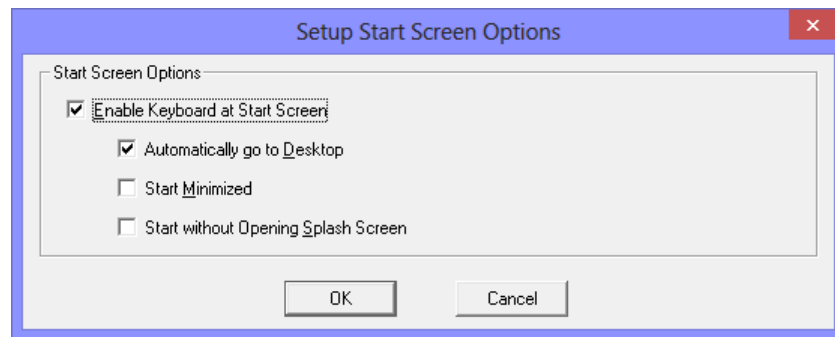 Setup Start Screen Options
Start Screen Options
Enable Keyboard at Start Screen
Automatically go to Desktop
Start Minimized
Start without Opening Splash Screen
OK Cancel